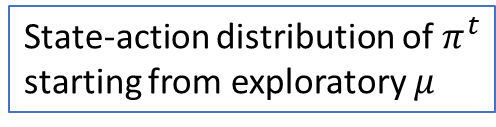 State-action distribution of π^t
starting from exploratory μ